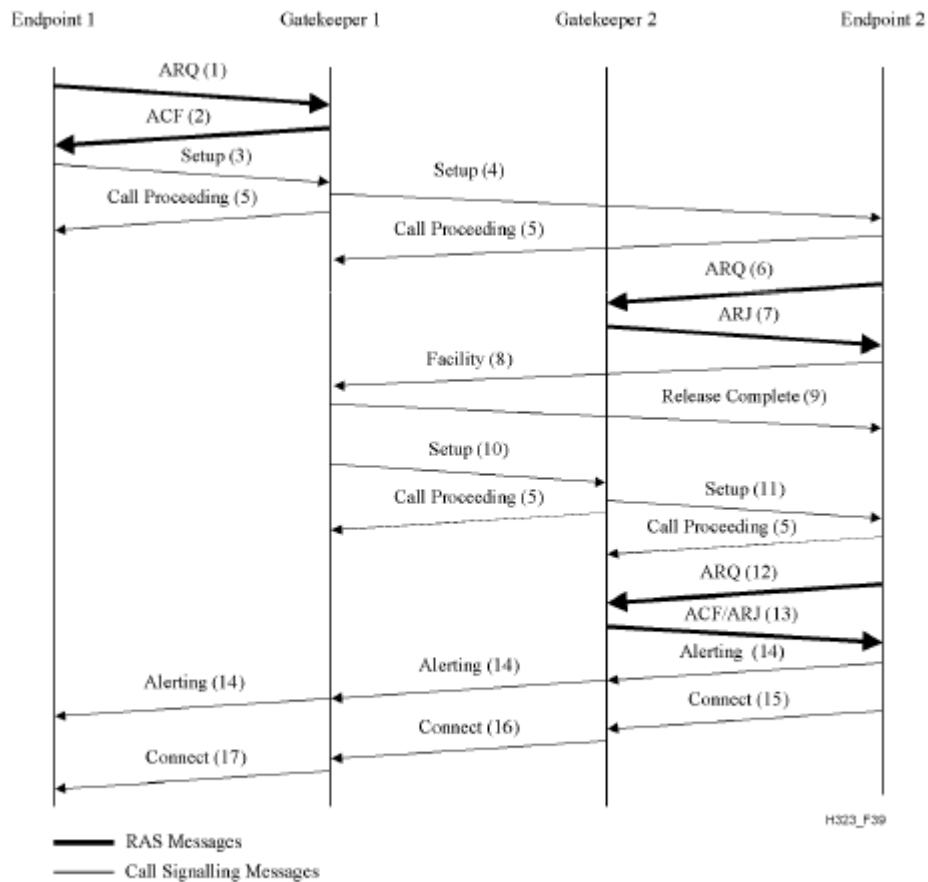 Endpoint 1 Gatekeeper 1 Gatekeeper 2 Endpoint 2
ARQ (1)
ACF (2)
Setup (3)
Setup (4)
Call Proceeding (5)
Call Proceeding (5)
ARQ (6)
ARJ (7)
Facility (8)
Release Complete (9)
Setup (10)
Call Proceeding (5)
Setup (11)
Call Proceeding (5)
ARQ (12)
ACF/ARJ (13)
Alerting (14)
Alerting (14)
Alerting (14)
Connect (15)
Connect (16)
Connect (17)
H323_F39
RAS Messages
Call Signalling Messages